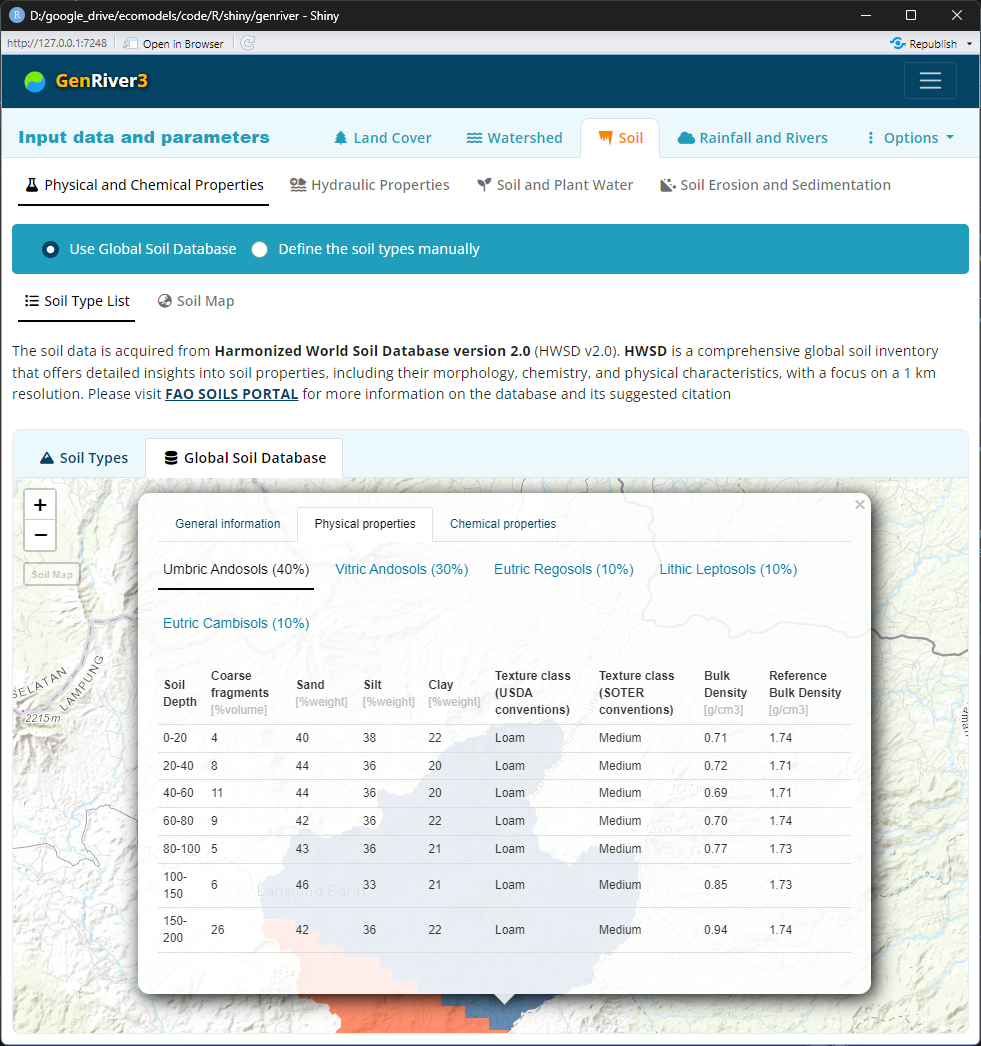 D:/google_drive/ecomodels/code/R/shiny/genriver - Shiny
http://127.0.0.1:7248 Open in Browser Republish
GenRiver3
Input data and parameters Land Cover Watershed Soil Rainfall and Rivers Options
Physical and Chemical Properties Hydraulic Properties Soil and Plant Water Soil Erosion and Sedimentation
Use Global Soil Database Define the soil types manually
Soil Type List Soil Map
The soil data is acquired from Harmonized World Soil Database version 2.0 (HWSD v2.0). HWSD is a comprehensive global soil inventory
that offers detailed insights into soil properties, including their morphology, chemistry, and physical characteristics, with a focus on a 1 km
resolution. Please visit FAO SOILS PORTAL for more information on the database and its suggested citation
Soil Types Global Soil Database
+
−
Soil Map
General information Physical properties Chemical properties
×
Umbric Andosols (40%) Vitric Andosols (30%) Eutric Regosols (10%) Lithic Leptosols (10%)
Eutric Cambisols (10%)
Soil Depth Coarse fragments [%volume] Sand [%weight] Silt [%weight] Clay [%weight] Texture class (USDA conventions) Texture class (SOTER conventions) Bulk Density [g/cm3] Reference Bulk Density [g/cm3]
0-20 4 40 38 22 Loam Medium 0.71 1.74
20-40 8 44 36 20 Loam Medium 0.72 1.71
40-60 11 44 36 20 Loam Medium 0.69 1.71
60-80 9 42 36 22 Loam Medium 0.70 1.74
80-100 5 43 36 21 Loam Medium 0.77 1.73
100-150 6 46 33 21 Loam Medium 0.85 1.73
150-200 26 42 36 22 Loam Medium 0.94 1.74
SELATAN
LAMPUNG
2215 m
2095 m
Lampung Barat
1714